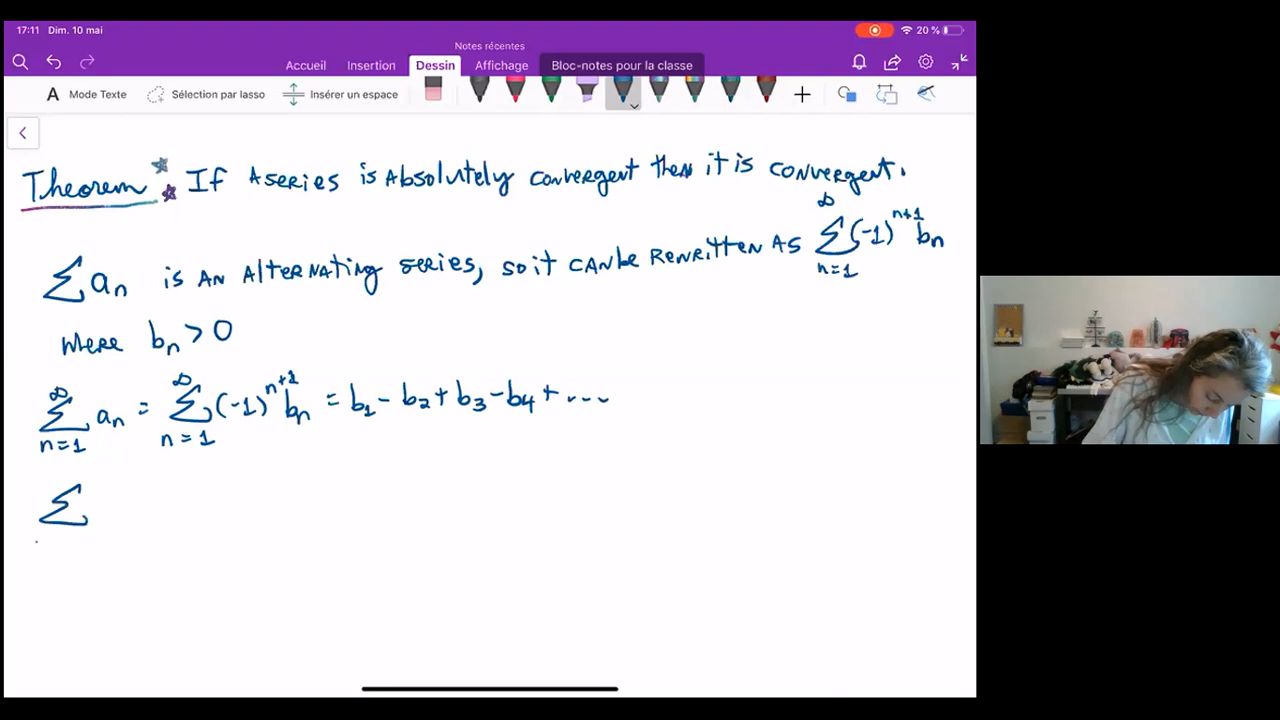 17:11 Dim. 10 mai
20 %
Notes récentes
Accueil Insertion Dessin Affichage Bloc-notes pour la classe
A Mode Texte Sélection par lasso Insérer un espace
Theorem If a series is absolutely convergent then it is convergent.
∑ aₙ is an alternating series, so it can be rewritten as ∑_{n=1}^{∞} (-1)^{n+1} bₙ
where bₙ > 0
∑_{n=1}^{∞} aₙ = ∑_{n=1}^{∞} (-1)^{n+1} bₙ = b₁ - b₂ + b₃ - b₄ + ...
∑